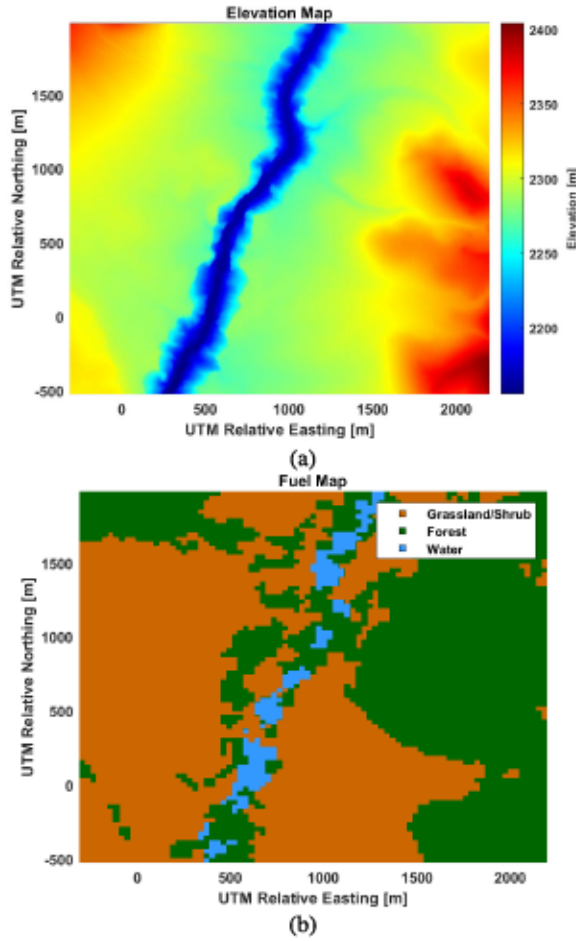 Elevation Map
2400
2350
2300
2250
2200
Elevation [m]
1500
1000
500
0
-500
UTM Relative Northing [m]
0 500 1000 1500 2000
UTM Relative Easting [m]
(a)
Fuel Map
Grassland/Shrub
Forest
Water
1500
1000
500
0
-500
UTM Relative Northing [m]
0 500 1000 1500 2000
UTM Relative Easting [m]
(b)